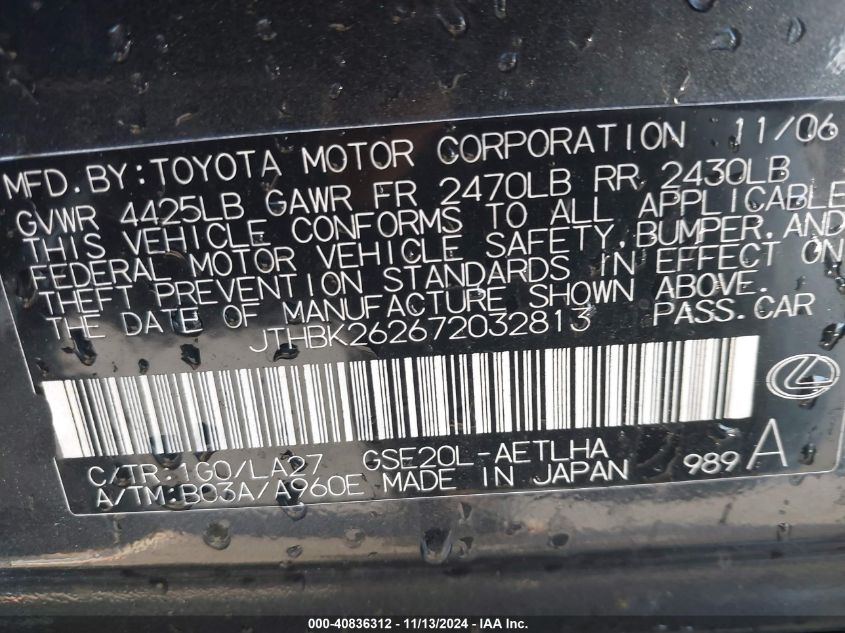 MFD.BY:TOYOTA MOTOR CORPORATION 11/06
GVWR 4425LB GAWR FR 2470LB RR 2430LB
THIS VEHICLE CONFORMS TO ALL APPLICABLE
FEDERAL MOTOR VEHICLE SAFETY,BUMPER,AND
THEFT PREVENTION STANDARDS IN EFFECT ON
THE DATE OF MANUFACTURE SHOWN ABOVE.
JTHBK262672032813 PASS.CAR
C/TR:1G0/LA27 GSE20L-AETLHA
A/TM:B03A/A960E MADE IN JAPAN 989 A
000-40836312 - 11/13/2024 - IAA Inc.